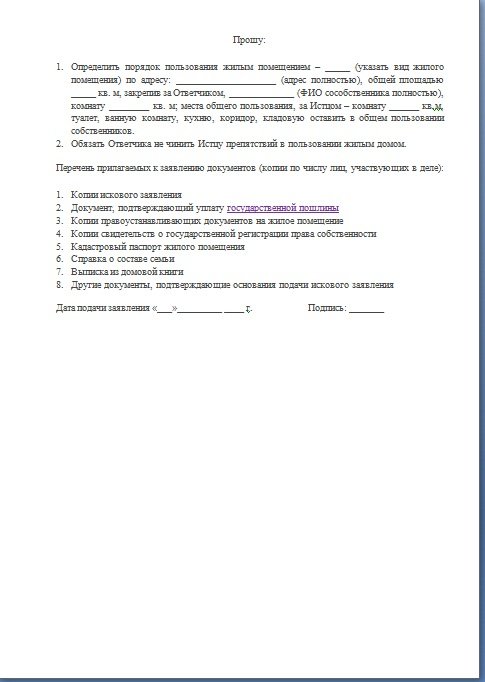 Прошу:
1. Определить порядок пользования жилым помещением – _____ (указать вид жилого
помещения) по адресу: ____________________ (адрес полностью), общей площадью
_____ кв. м, закрепив за Ответчиком, _____________ (ФИО сособственника полностью),
комнату ________ кв. м; места общего пользования, за Истцом – комнату ______ кв.м,
туалет, ванную комнату, кухню, коридор, кладовую оставить в общем пользовании
собственников.
2. Обязать Ответчика не чинить Истцу препятствий в пользовании жилым домом.
Перечень прилагаемых к заявлению документов (копии по числу лиц, участвующих в деле):
1. Копии искового заявления
2. Документ, подтверждающий уплату государственной пошлины
3. Копии правоустанавливающих документов на жилое помещение
4. Копии свидетельств о государственной регистрации права собственности
5. Кадастровый паспорт жилого помещения
6. Справка о составе семьи
7. Выписка из домовой книги
8. Другие документы, подтверждающие основания подачи искового заявления
Дата подачи заявления «___»_________ ____ г. Подпись: _______